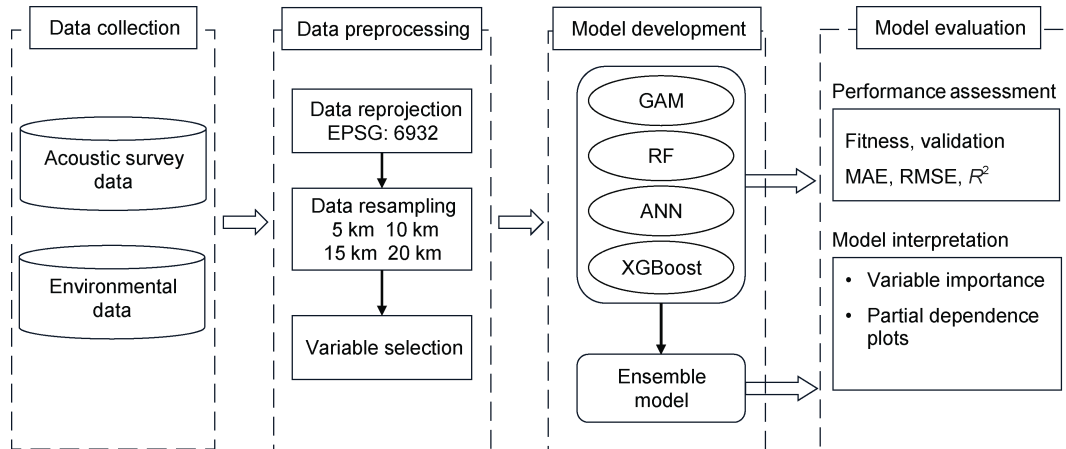 Data collection
Acoustic survey
data
Environmental
data
Data preprocessing
Data reprojection
EPSG: 6932
Data resampling
5 km 10 km
15 km 20 km
Variable selection
Model development
GAM
RF
ANN
XGBoost
Ensemble
model
Model evaluation
Performance assessment
Fitness, validation
MAE, RMSE, R²
Model interpretation
• Variable importance
• Partial dependence
plots